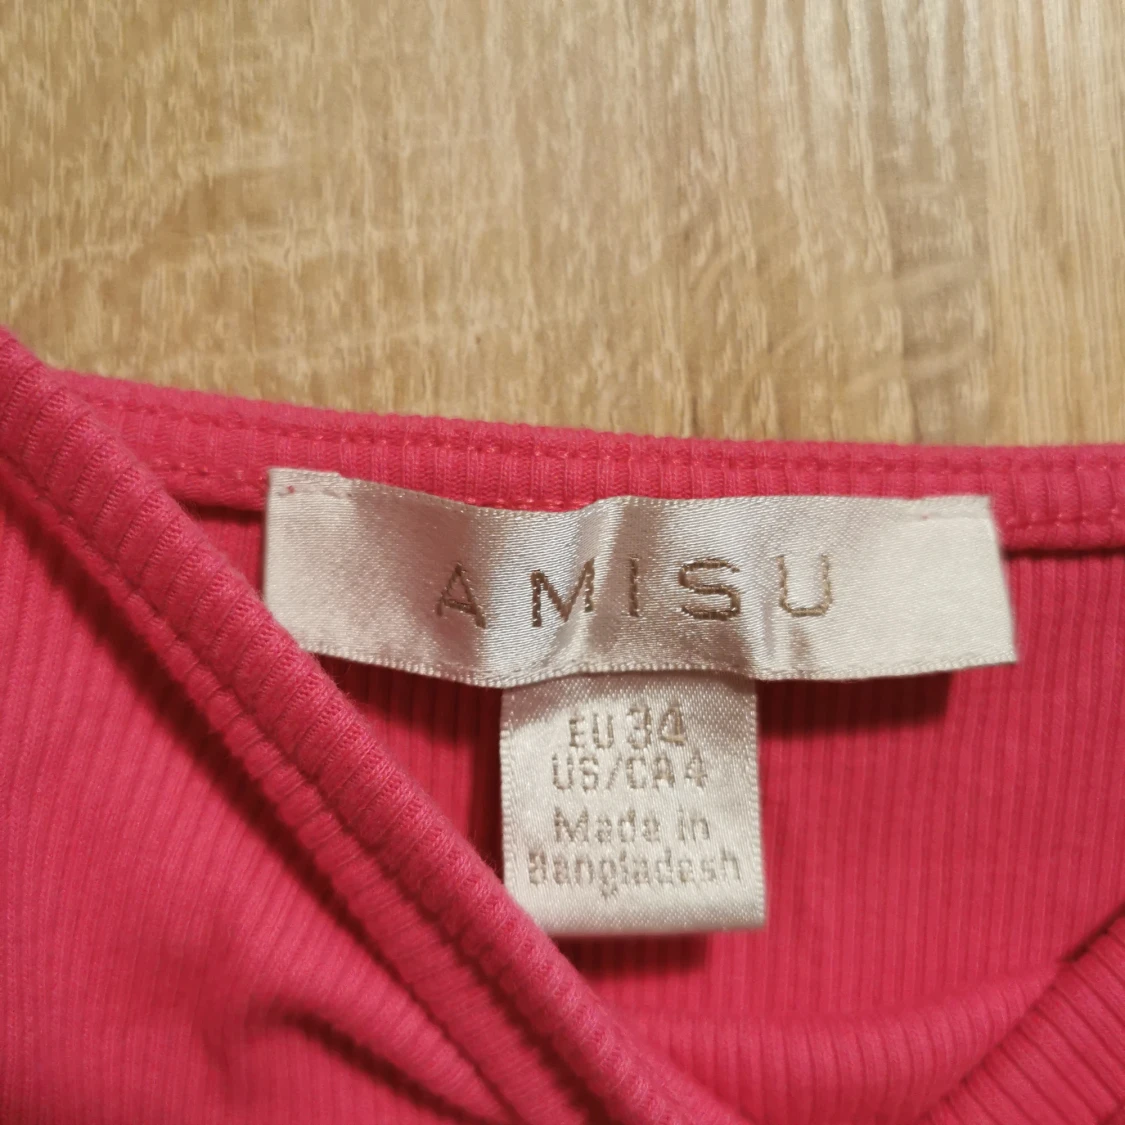 AMISU
EU 34
US/CA 4
Made in
Bangladesh